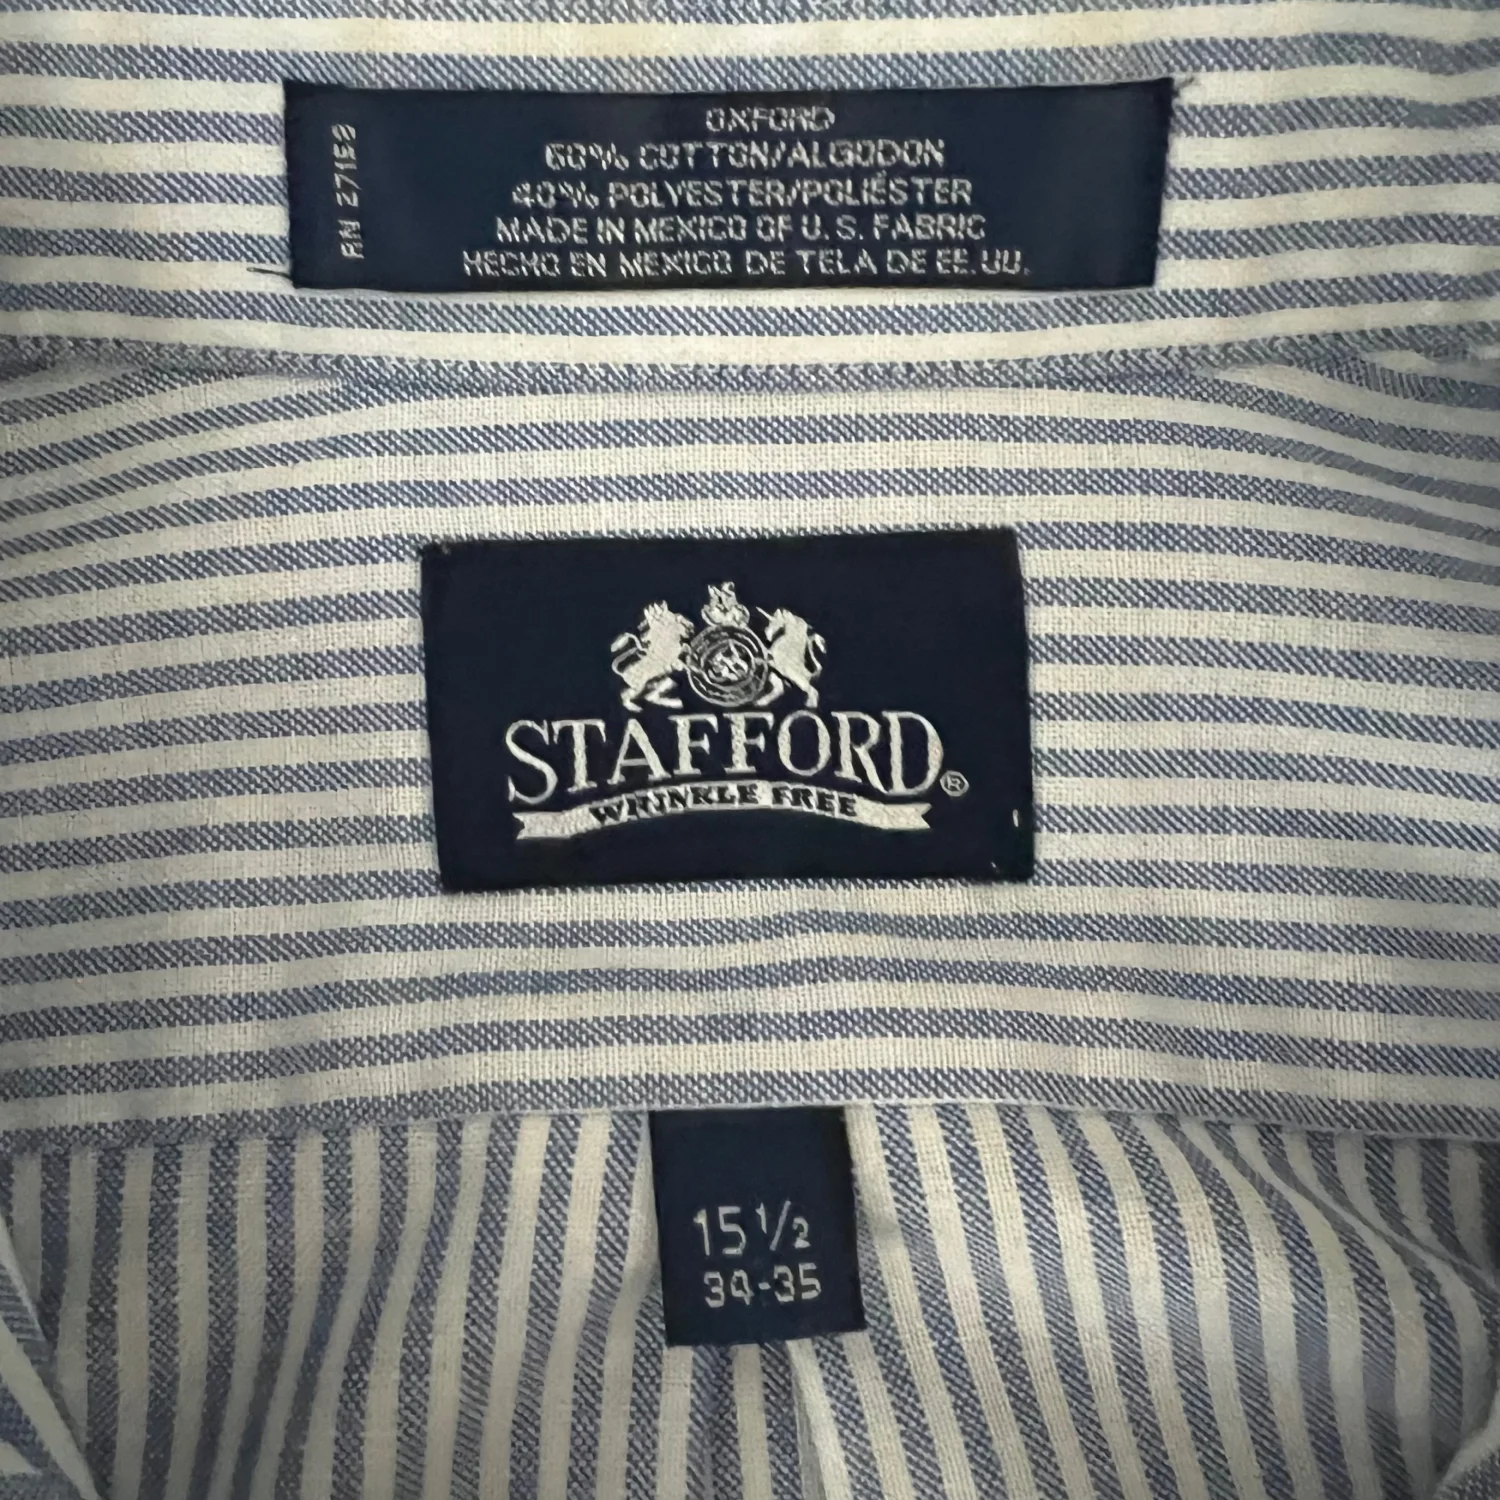 OXFORD
60% COTTON/ALGODON
40% POLYESTER/POLIÉSTER
MADE IN MEXICO OF U.S. FABRIC
HECHO EN MEXICO DE TELA DE EE.UU.
RN 27169
STAFFORD®
WRINKLE FREE
15 1/2
34-35